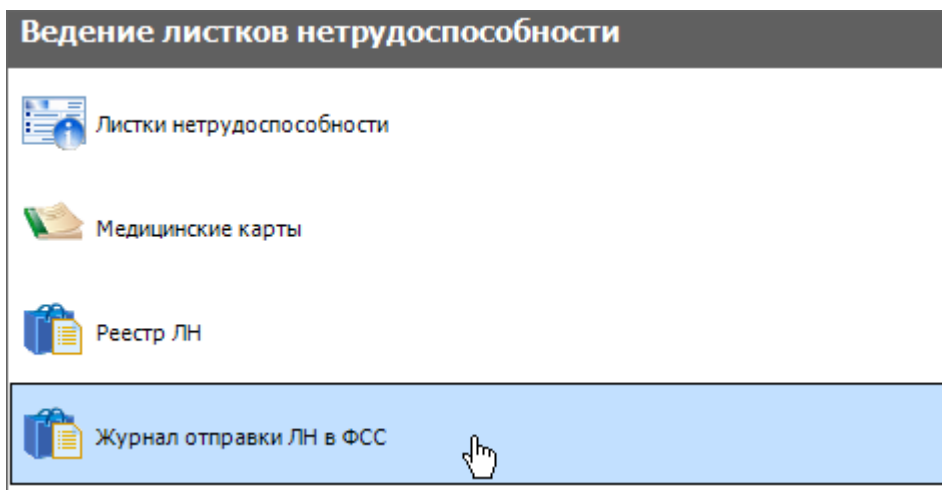 Ведение листков нетрудоспособности
Листки нетрудоспособности
Медицинские карты
Реестр ЛН
Журнал отправки ЛН в ФСС